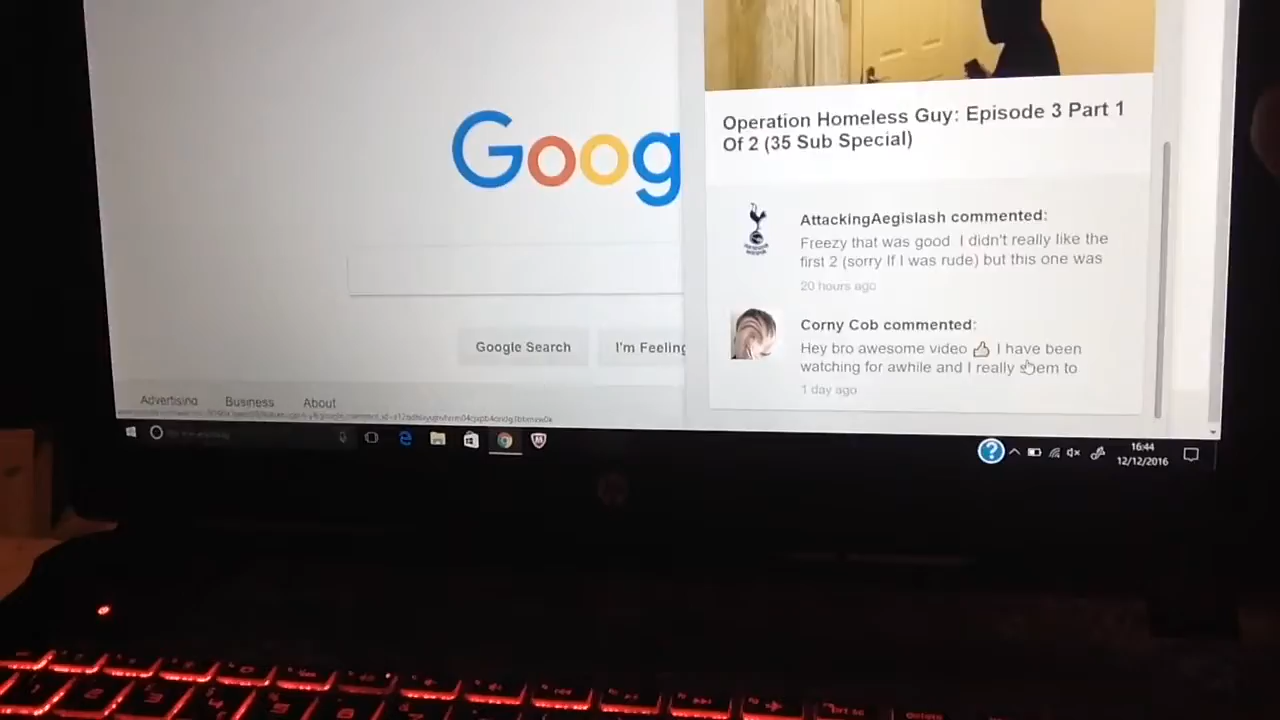 Goog
Operation Homeless Guy: Episode 3 Part 1
Of 2 (35 Sub Special)
AttackingAegislash commented:
Freezy that was good I didn't really like the
first 2 (sorry If I was rude) but this one was
20 hours ago
Corny Cob commented:
Hey bro awesome video 👍 I have been
watching for awhile and I really seem to
1 day ago
Google Search
I'm Feeling
Advertising Business About
16:44
12/12/2016